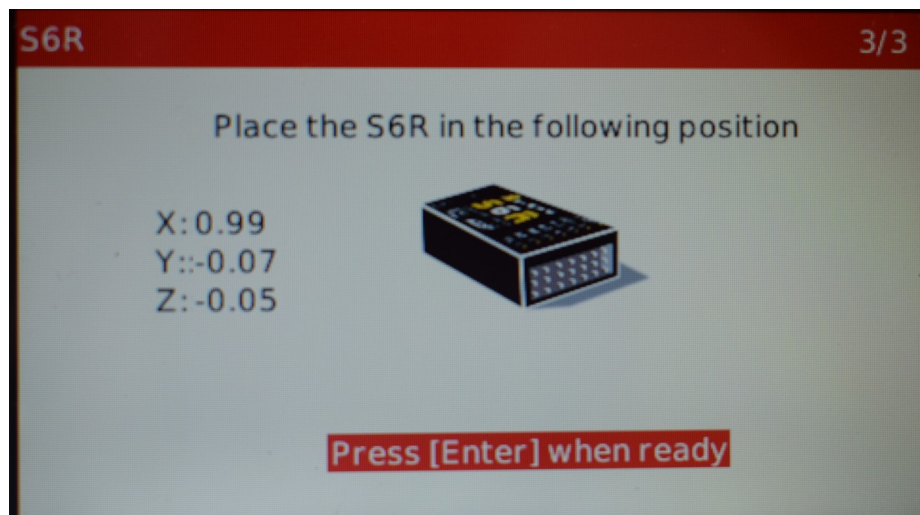 S6R
3/3
Place the S6R in the following position
X:0.99
Y:-0.07
Z:-0.05
Press [Enter] when ready